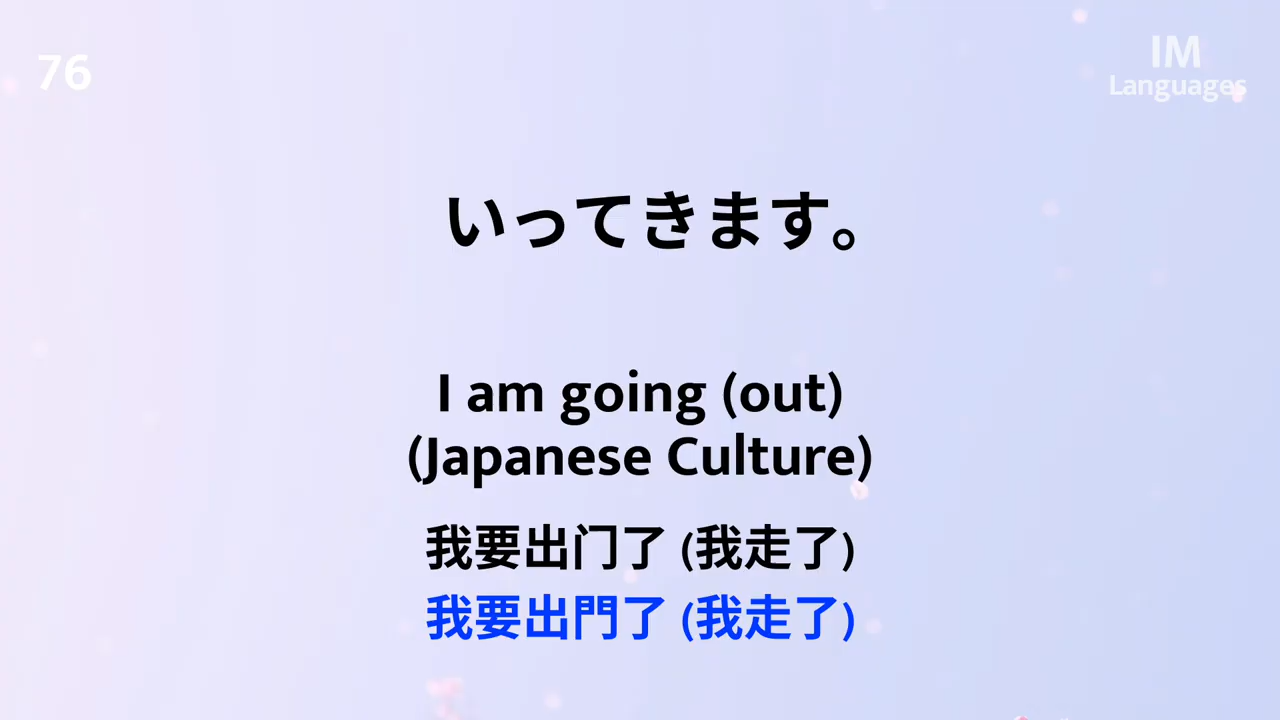 76
IM
Languages
いってきます。
I am going (out)
(Japanese Culture)
我要出门了 (我走了)
我要出門了 (我走了)